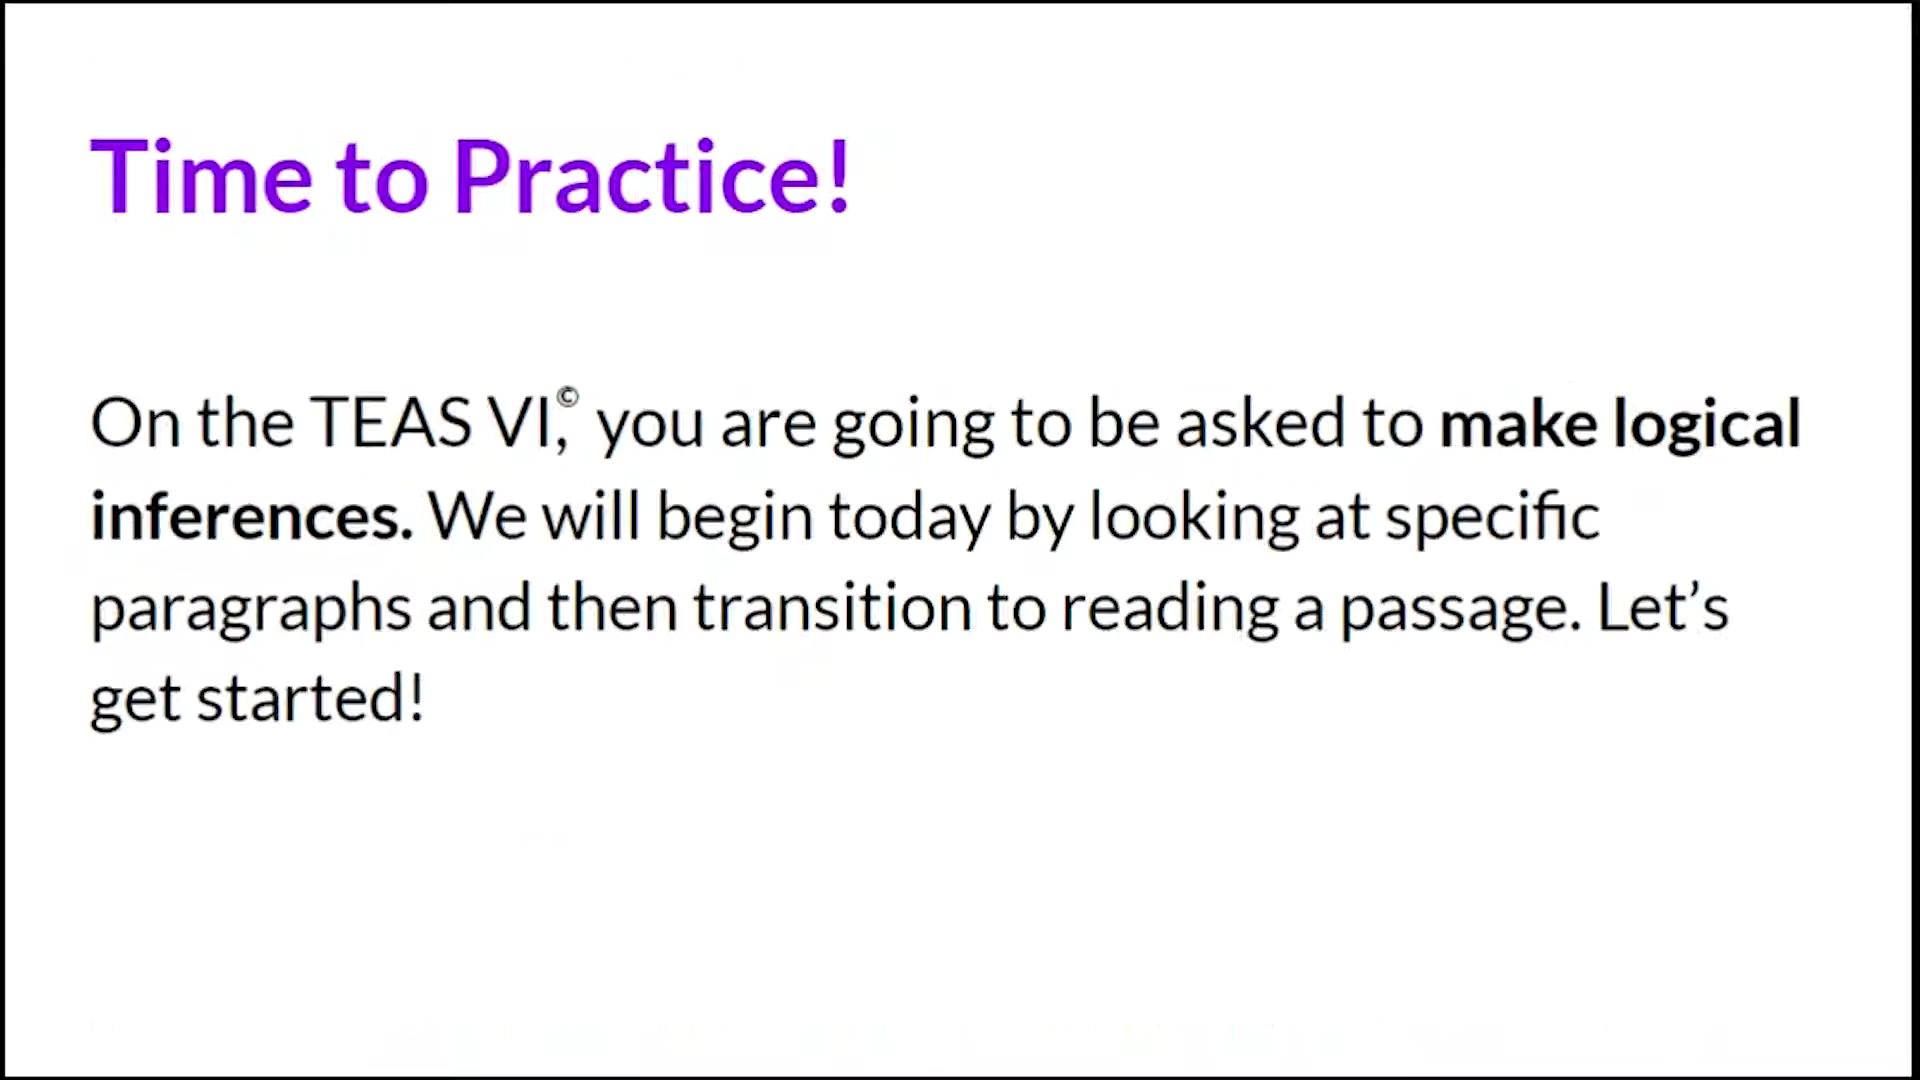 Time to Practice!
On the TEAS VI,© you are going to be asked to make logical
inferences. We will begin today by looking at specific
paragraphs and then transition to reading a passage. Let’s
get started!